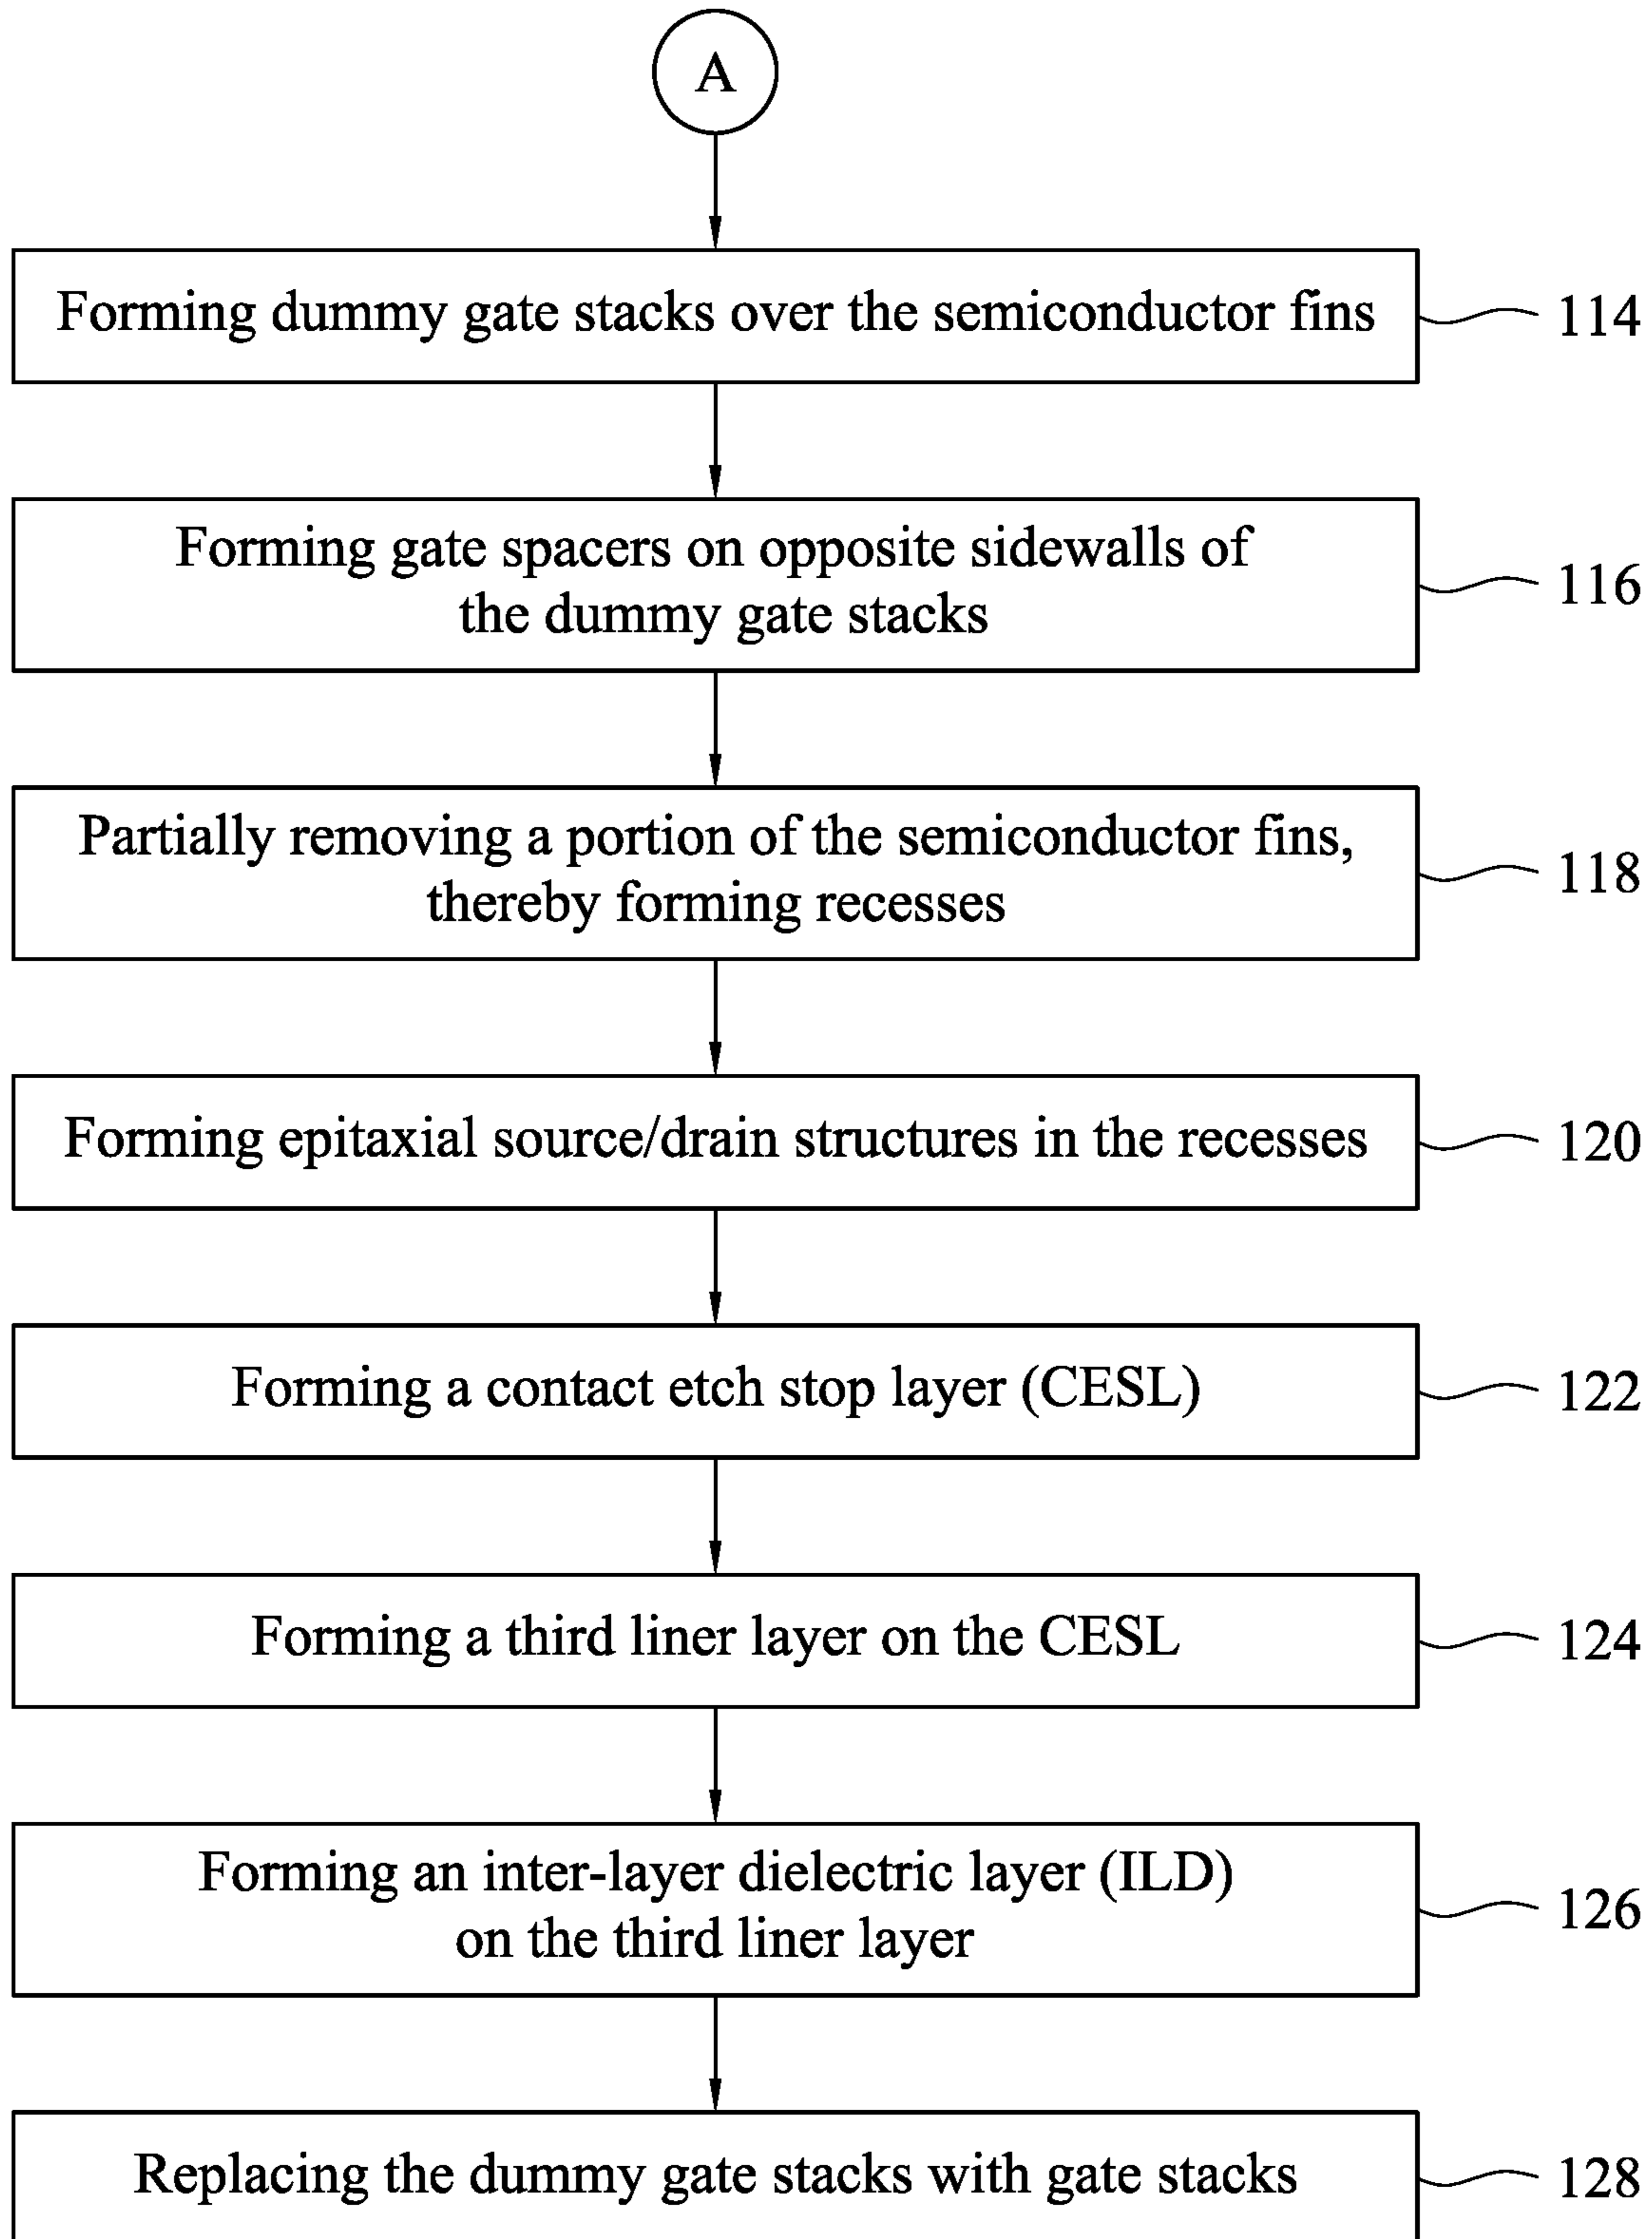 A
Forming dummy gate stacks over the semiconductor fins
114
Forming gate spacers on opposite sidewalls of
the dummy gate stacks
116
Partially removing a portion of the semiconductor fins,
thereby forming recesses
118
Forming epitaxial source/drain structures in the recesses
120
Forming a contact etch stop layer (CESL)
122
Forming a third liner layer on the CESL
124
Forming an inter-layer dielectric layer (ILD)
on the third liner layer
126
Replacing the dummy gate stacks with gate stacks
128